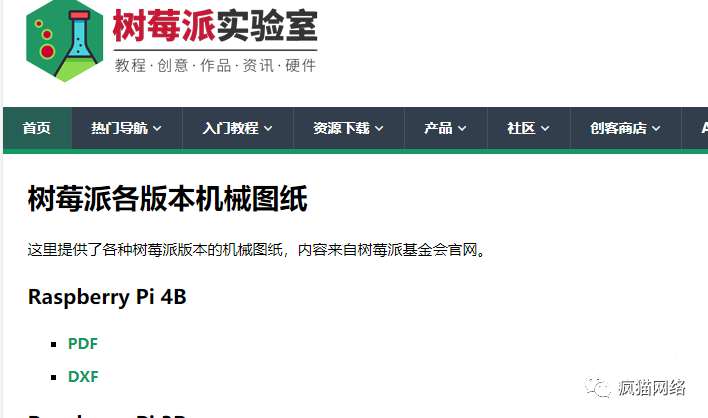 树莓派实验室
教程·创意·作品·资讯·硬件
首页 热门导航 入门教程 资源下载 产品 社区 创客商店
树莓派各版本机械图纸
这里提供了各种树莓派版本的机械图纸，内容来自树莓派基金会官网。
Raspberry Pi 4B
PDF
DXF
疯猫网络